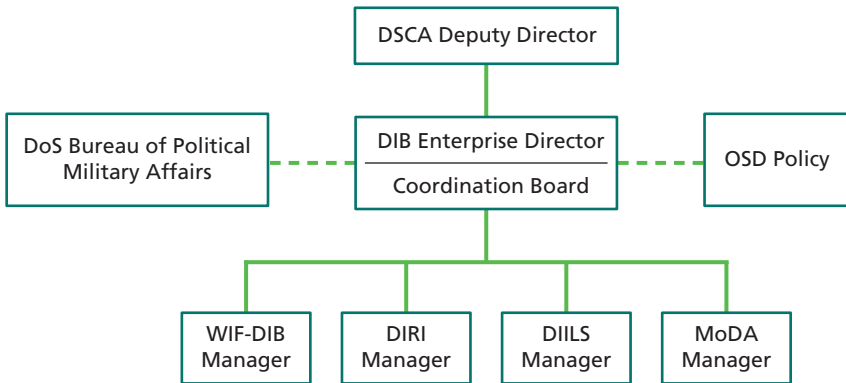 DSCA Deputy Director
DoS Bureau of Political
Military Affairs
DIB Enterprise Director
Coordination Board
OSD Policy
WIF-DIB
Manager
DIRI
Manager
DIILS
Manager
MoDA
Manager